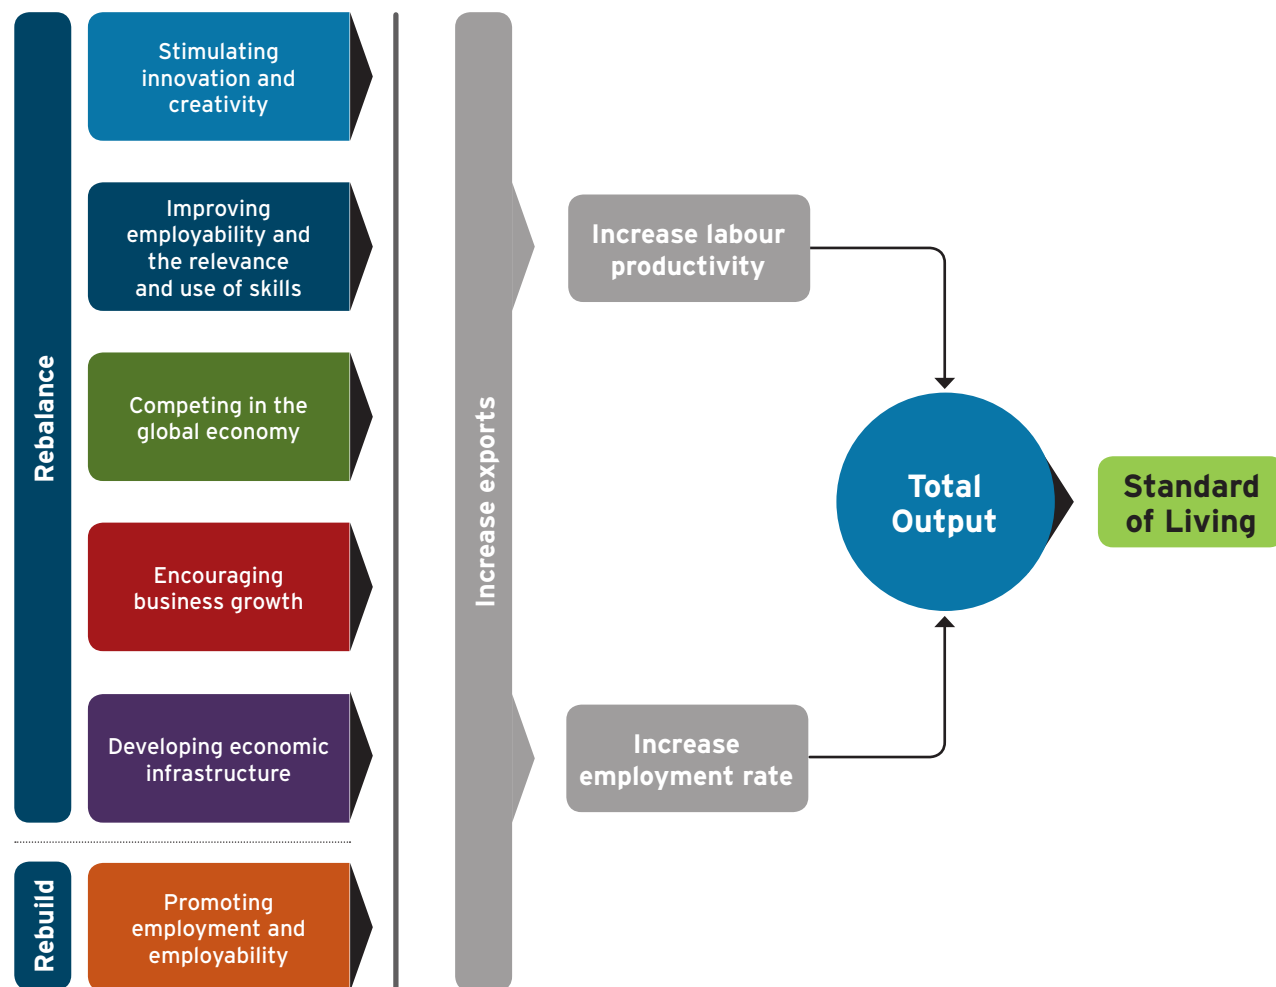 Rebalance
Stimulating
innovation and
creativity
Improving
employability and
the relevance
and use of skills
Competing in the
global economy
Encouraging
business growth
Developing economic
infrastructure
Rebuild
Promoting
employment and
employability
Increase exports
Increase labour
productivity
Increase
employment rate
Total
Output
Standard
of Living